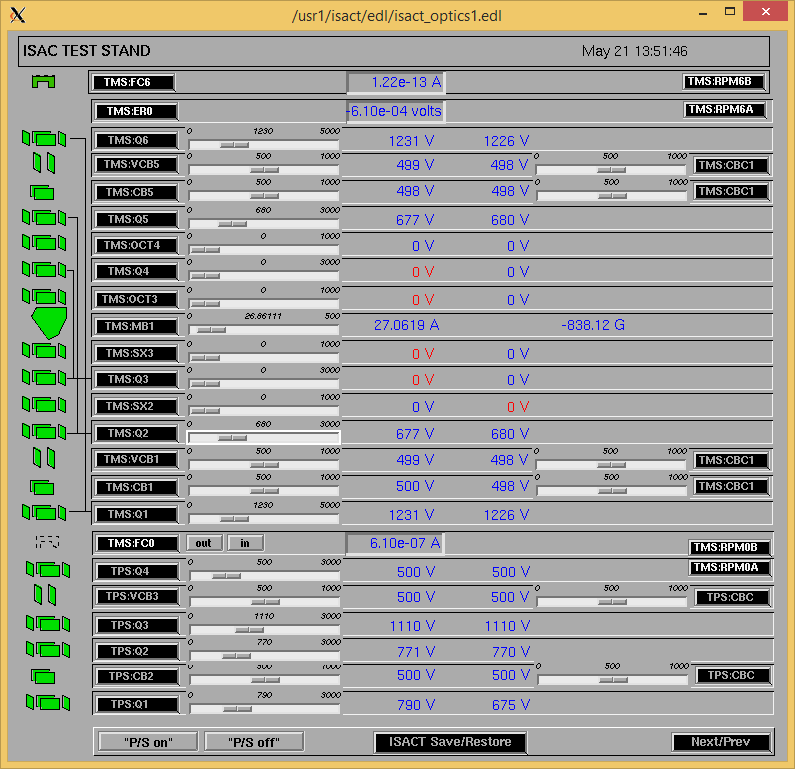 /usr1/isact/edl/isact_optics1.edl
ISAC TEST STAND May 21 13:51:46
TMS:FC6 1.22e-13 A TMS:RPM6B
TMS:ER0 -6.10e-04 volts TMS:RPM6A
TMS:Q6 0 1230 5000 1231 V 1226 V
TMS:VCB5 0 500 1000 499 V 498 V 0 500 1000 TMS:CBC1
TMS:CB5 0 500 1000 498 V 498 V 0 500 1000 TMS:CBC1
TMS:Q5 0 680 3000 677 V 680 V
TMS:OCT4 0 0 1000 0 V 0 V
TMS:Q4 0 0 3000 0 V 0 V
TMS:OCT3 0 0 1000 0 V 0 V
TMS:MB1 0 26.86111 500 27.0619 A -838.12 G
TMS:SX3 0 0 1000 0 V 0 V
TMS:Q3 0 0 3000 0 V 0 V
TMS:SX2 0 0 1000 0 V 0 V
TMS:Q2 0 680 3000 677 V 680 V
TMS:VCB1 0 500 1000 499 V 498 V 0 500 1000 TMS:CBC1
TMS:CB1 0 500 1000 500 V 498 V 0 500 1000 TMS:CBC1
TMS:Q1 0 1230 5000 1231 V 1226 V
TMS:FC0 out in 6.10e-07 A TMS:RPM0B
TMS:RPM0A
TPS:Q4 0 500 3000 500 V 500 V
TPS:VCB3 0 500 1000 500 V 500 V 0 500 1000 TPS:CBC
TPS:Q3 0 1110 3000 1110 V 1110 V
TPS:Q2 0 770 3000 771 V 770 V
TPS:CB2 0 500 1000 500 V 500 V 0 500 1000 TPS:CBC
TPS:Q1 0 790 3000 790 V 675 V
"P/S on" "P/S off" ISACT Save/Restore Next/Prev